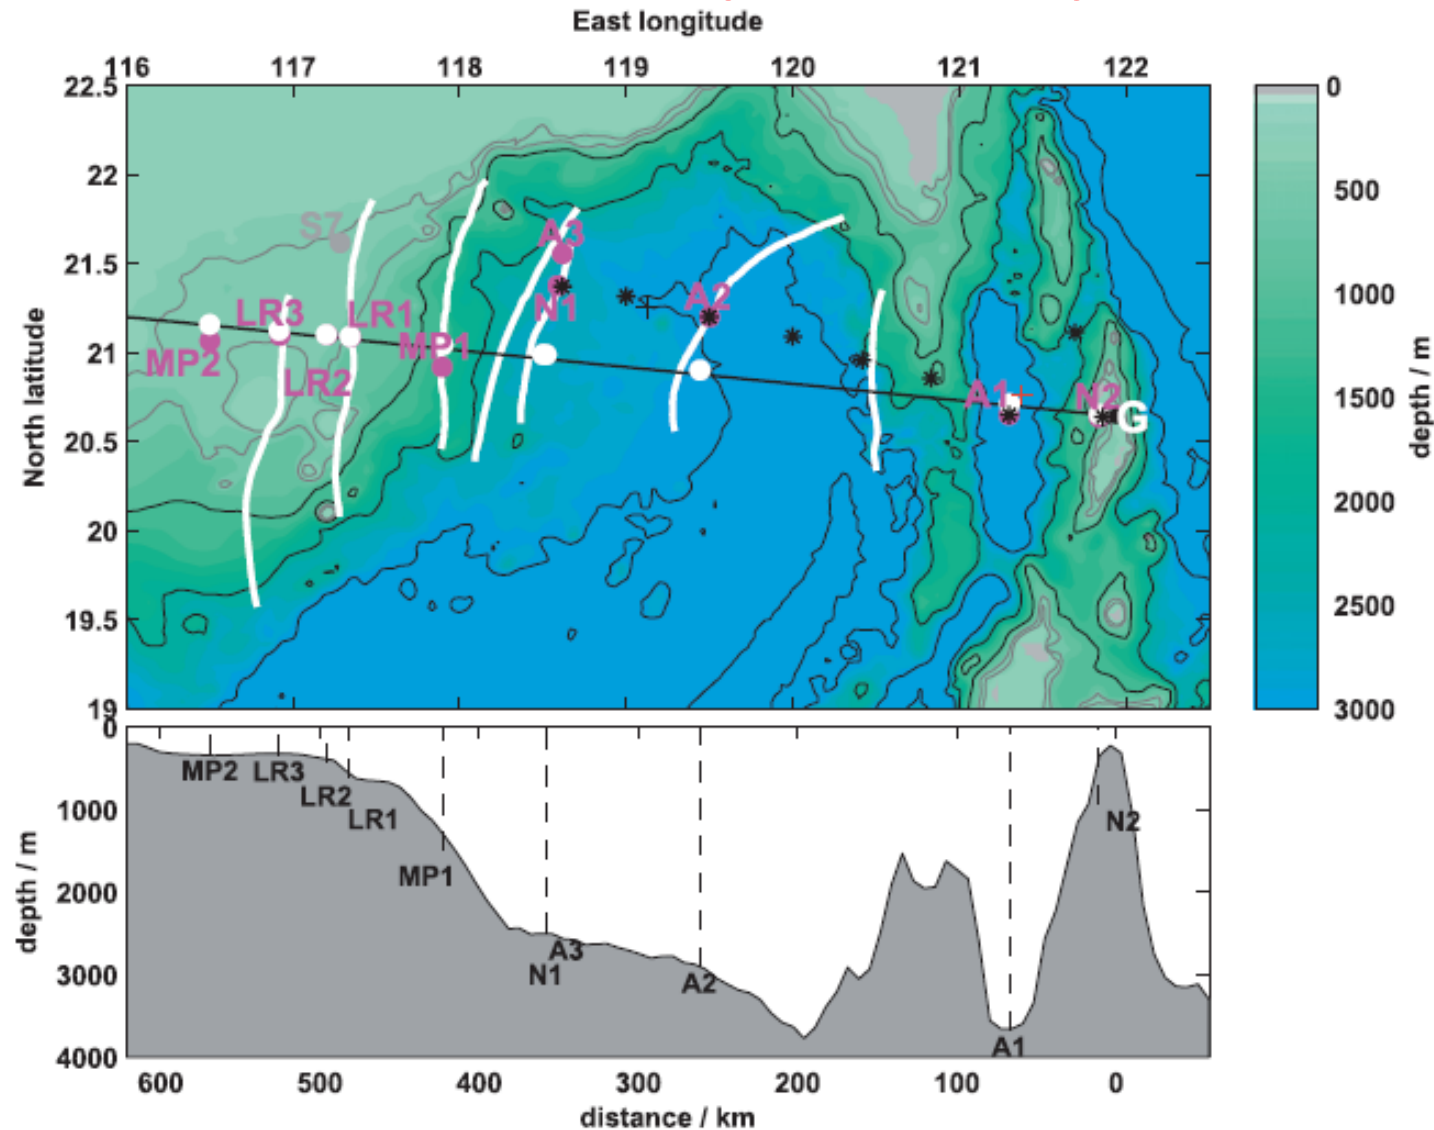 East longitude
116 117 118 119 120 121 122
22.5
22
21.5
21
20.5
20
19.5
19
North latitude
S7
A3
N1
A2
LR3
LR1
MP2
LR2
MP1
A1
N2
G
0
500
1000
1500
2000
2500
3000
depth / m
0
1000
2000
3000
4000
depth / m
MP2 LR3
LR2
LR1
MP1
A3
N1
A2
A1
N2
600 500 400 300 200 100 0
distance / km